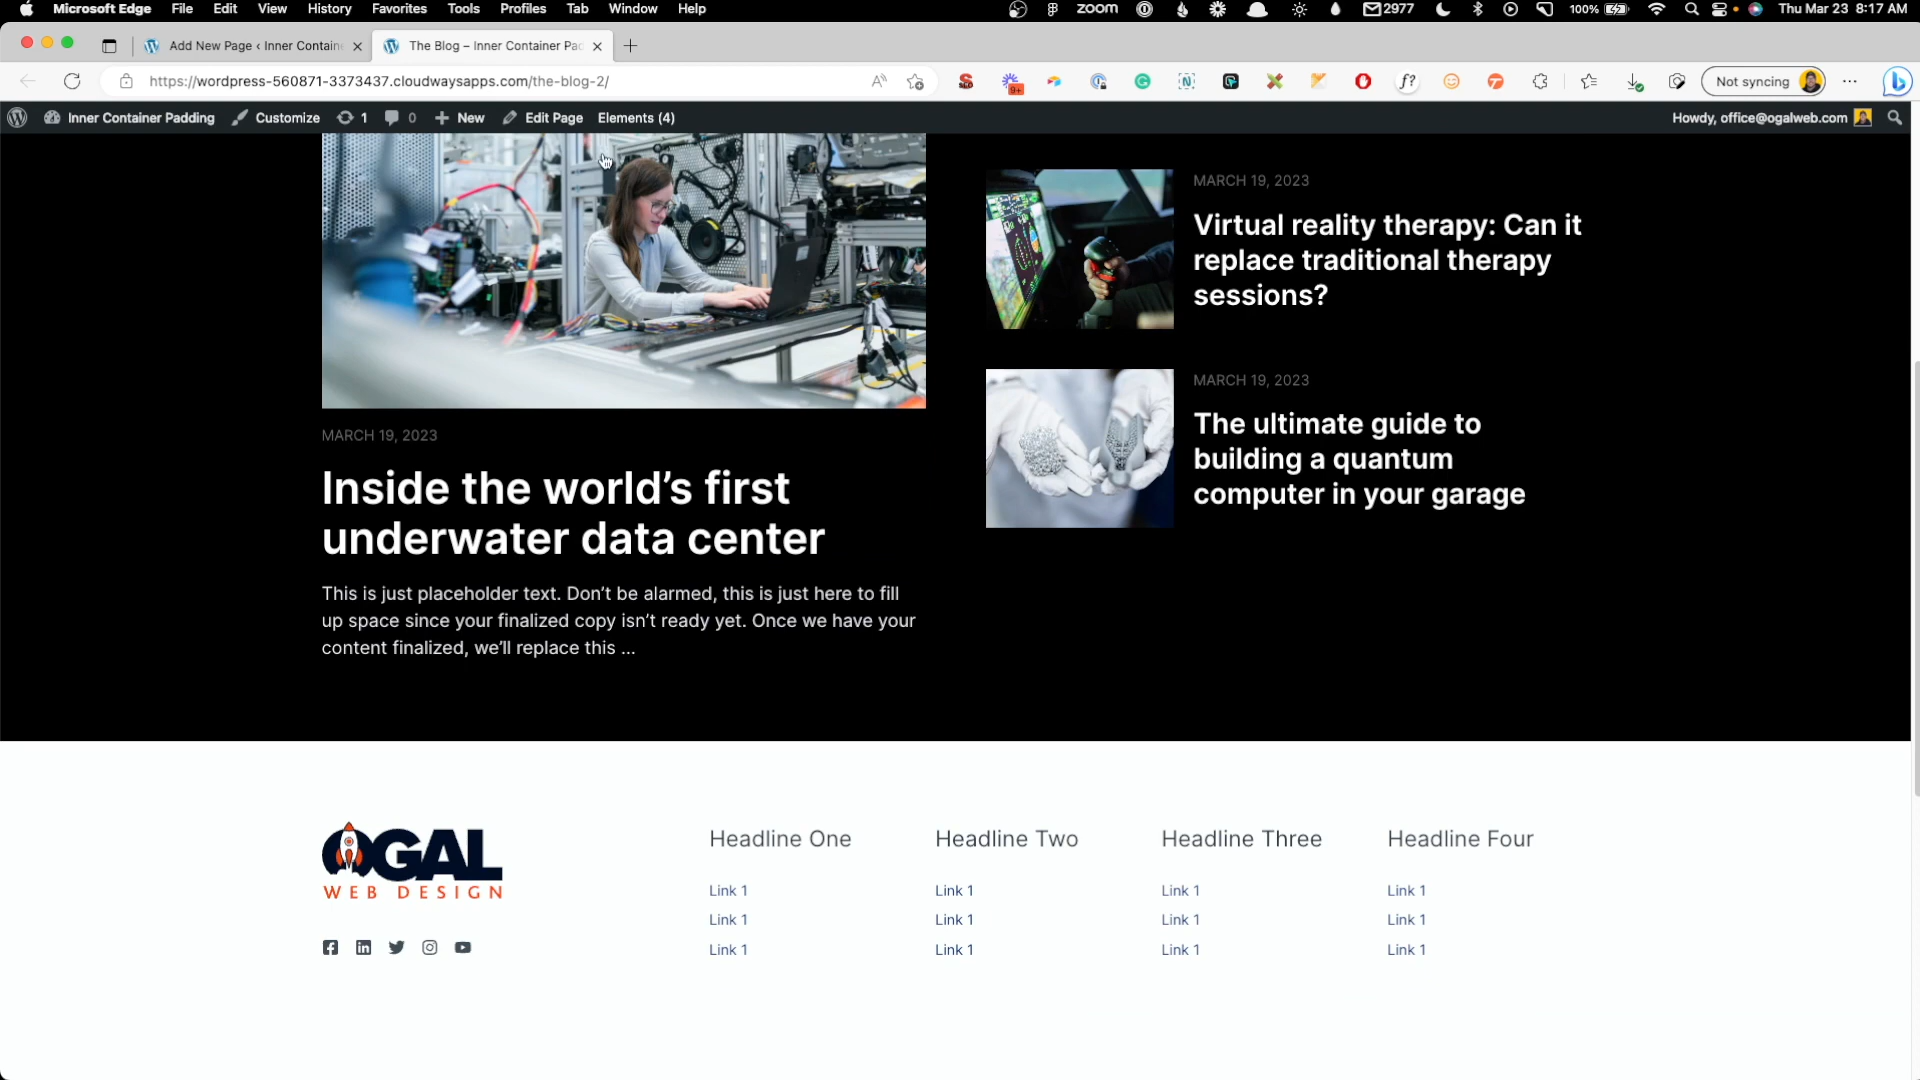 Microsoft Edge File Edit View History Favorites Tools Profiles Tab Window Help
zoom 2977 100% Thu Mar 23 8:17 AM
Add New Page ‹ Inner Contain
The Blog – Inner Container Pad
https://wordpress-560871-3373437.cloudwaysapps.com/the-blog-2/
9+
f?
Not syncing
Inner Container Padding Customize 1 0 New Edit Page Elements (4)
Howdy, office@ogalweb.com
MARCH 19, 2023
Inside the world’s first
underwater data center
This is just placeholder text. Don’t be alarmed, this is just here to fill
up space since your finalized copy isn’t ready yet. Once we have your
content finalized, we’ll replace this ...
MARCH 19, 2023
Virtual reality therapy: Can it
replace traditional therapy
sessions?
MARCH 19, 2023
The ultimate guide to
building a quantum
computer in your garage
OGAL
WEB DESIGN
Headline One
Link 1
Link 1
Link 1
Headline Two
Link 1
Link 1
Link 1
Headline Three
Link 1
Link 1
Link 1
Headline Four
Link 1
Link 1
Link 1